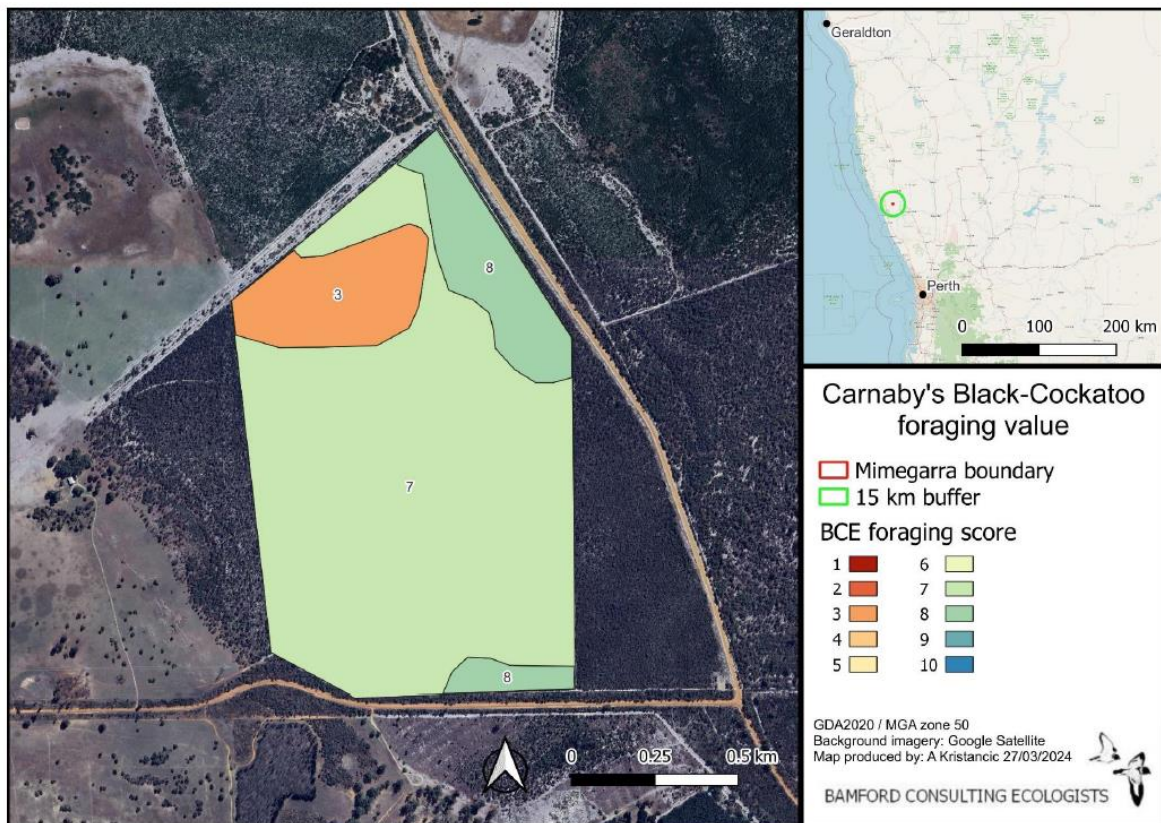 8
3
7
8
0 0.25 0.5 km
Geraldton
Perth
0 100 200 km
Carnaby's Black-Cockatoo
foraging value
Mimegarra boundary
15 km buffer
BCE foraging score
1 6
2 7
3 8
4 9
5 10
GDA2020 / MGA zone 50
Background imagery: Google Satellite
Map produced by: A Kristancic 27/03/2024
BAMFORD CONSULTING ECOLOGISTS